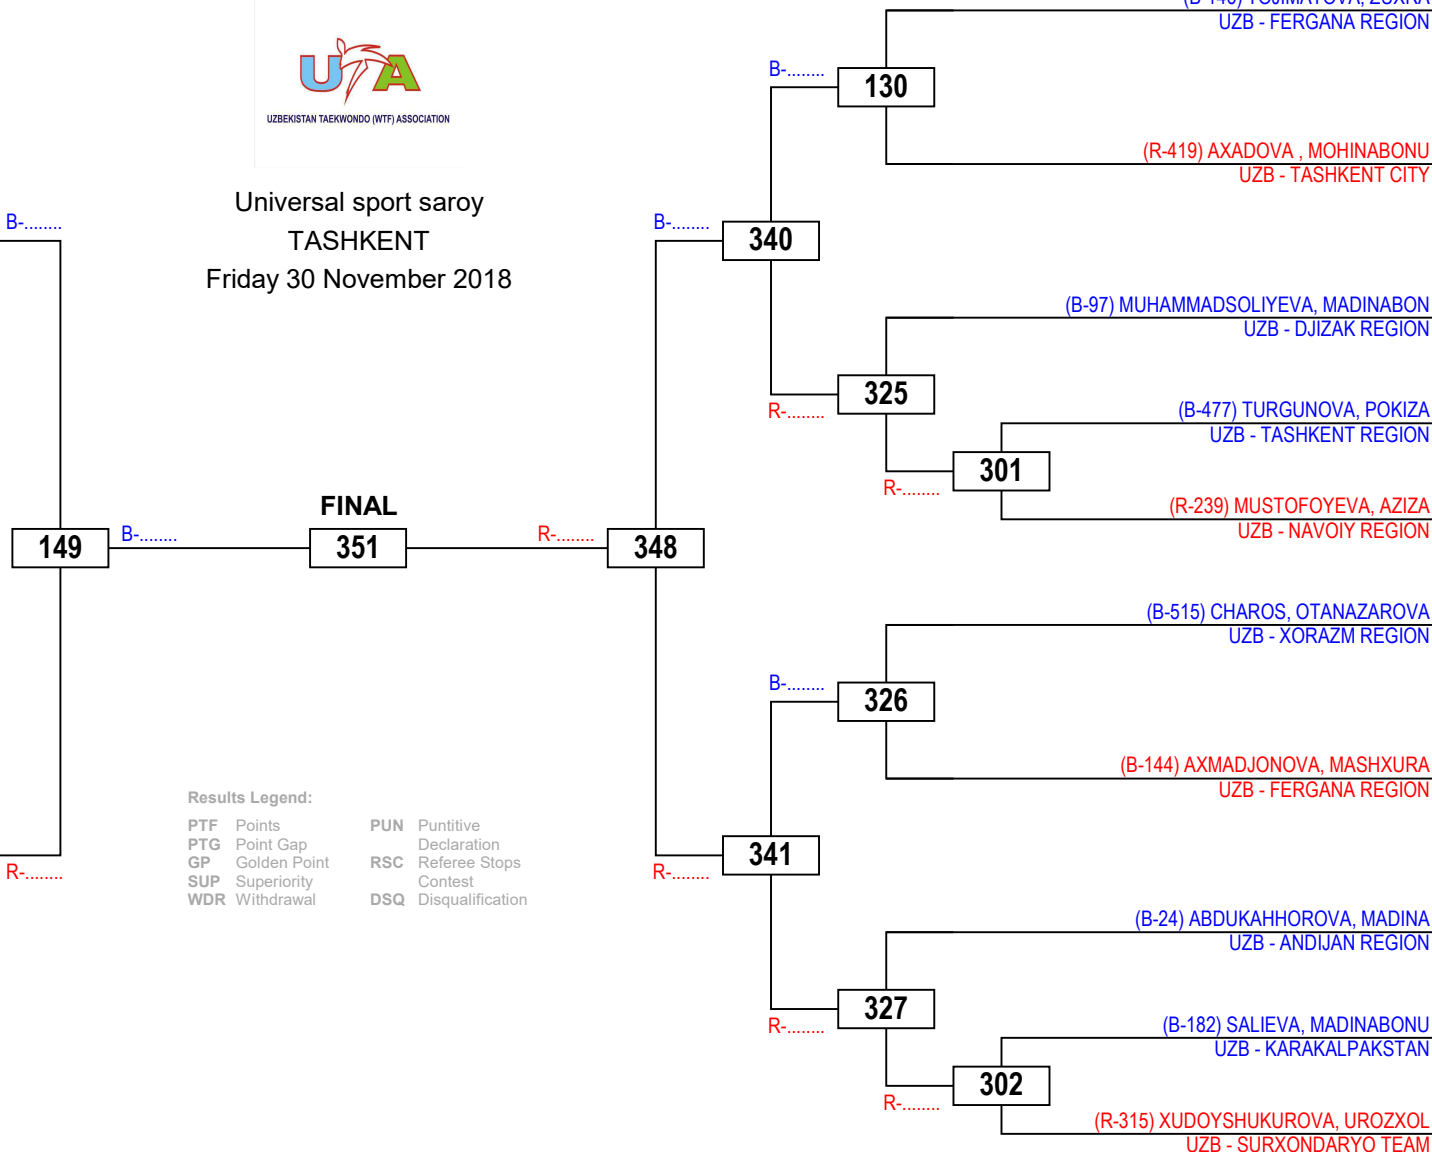 UTA
UZBEKISTAN TAEKWONDO (WTF) ASSOCIATION
Universal sport saroy
TASHKENT
Friday 30 November 2018
B-........
149
R-........
B-........
FINAL
351
R-........
348
B-........
340
R-........
341
B-........
130
UZB - FERGANA REGION
(R-419) AXADOVA , MOHINABONU
UZB - TASHKENT CITY
R-........
325
(B-97) MUHAMMADSOLIYEVA, MADINABON
UZB - DJIZAK REGION
R-........
301
(B-477) TURGUNOVA, POKIZA
UZB - TASHKENT REGION
(R-239) MUSTOFOYEVA, AZIZA
UZB - NAVOIY REGION
B-........
326
(B-515) CHAROS, OTANAZAROVA
UZB - XORAZM REGION
(B-144) AXMADJONOVA, MASHXURA
UZB - FERGANA REGION
R-........
327
(B-24) ABDUKAHHOROVA, MADINA
UZB - ANDIJAN REGION
R-........
302
(B-182) SALIEVA, MADINABONU
UZB - KARAKALPAKSTAN
(R-315) XUDOYSHUKUROVA, UROZXOL
UZB - SURXONDARYO TEAM
Results Legend:
PTF Points
PTG Point Gap
GP Golden Point
SUP Superiority
WDR Withdrawal
PUN Puntitive
Declaration
RSC Referee Stops
Contest
DSQ Disqualification